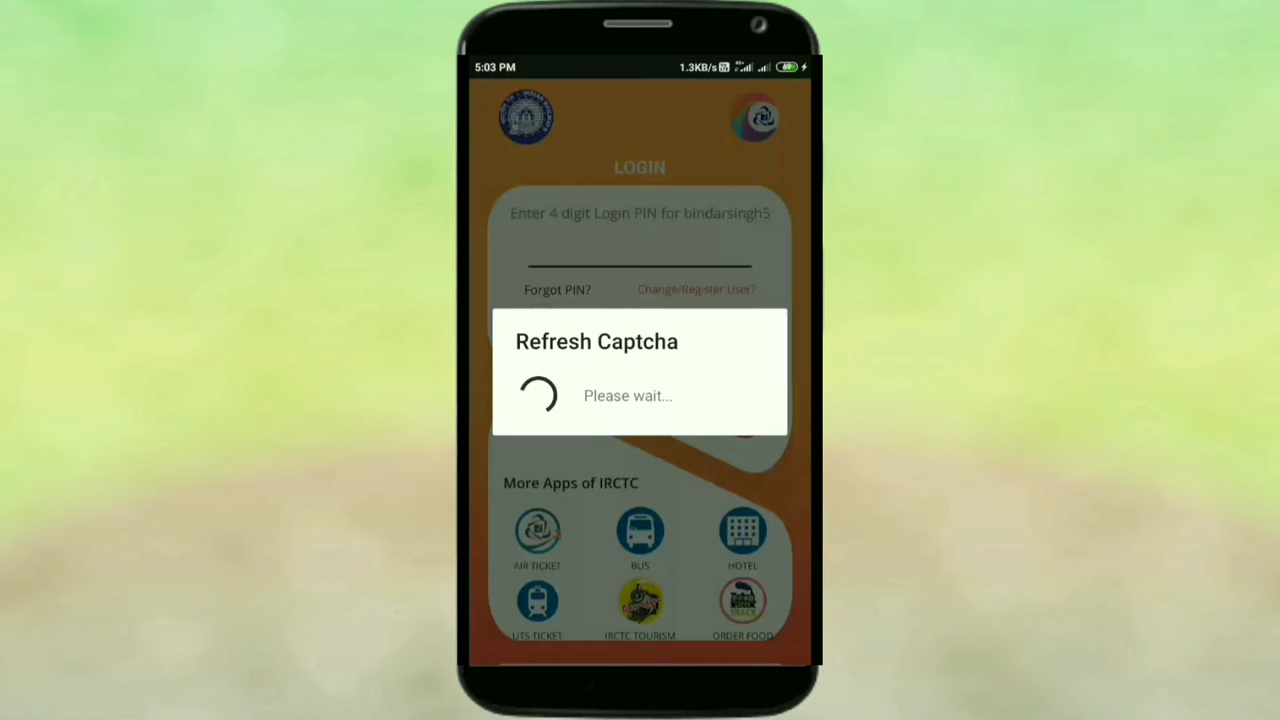 5:03 PM
1.3KB/s
69
LOGIN
Enter 4 digit Login PIN for bindarsingh5
Forgot PIN?
Change/Register User?
Refresh Captcha
Please wait...
More Apps of IRCTC
AIR TICKET
BUS
HOTEL
UTS TICKET
IRCTC TOURISM
ORDER FOOD